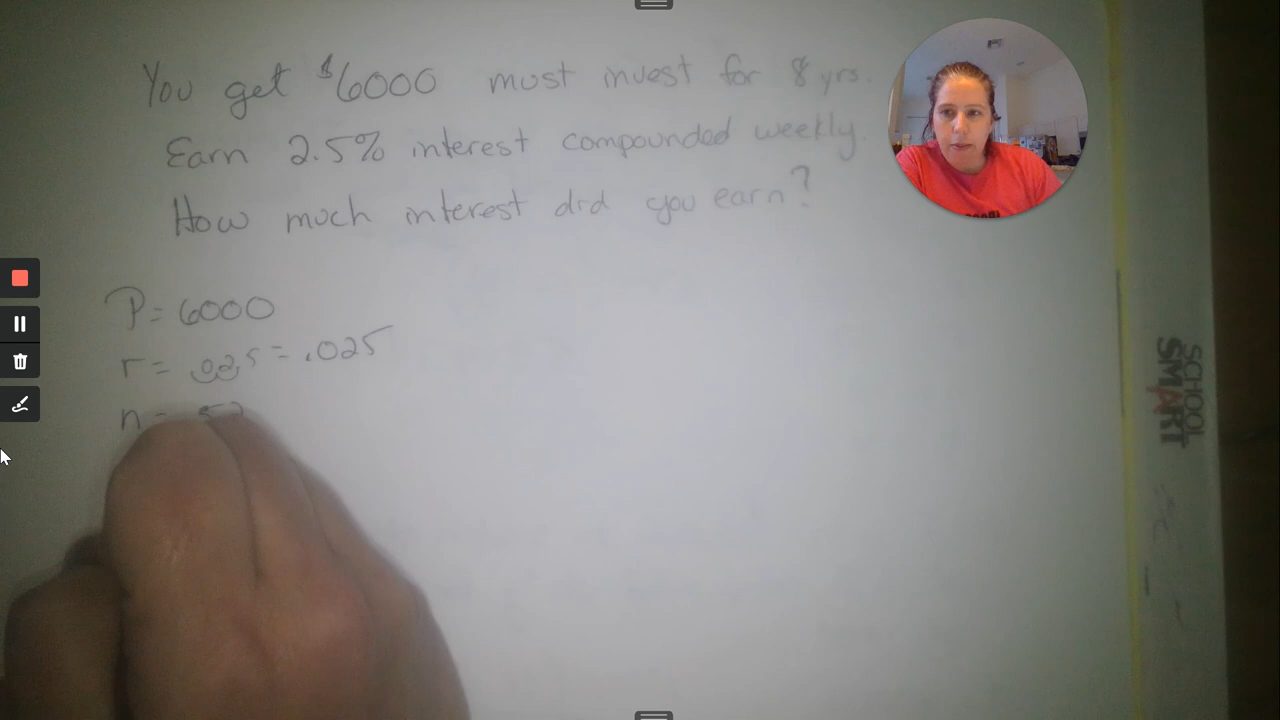 You get $6000 must invest for 8 yrs.
Earn 2.5% interest compounded weekly.
How much interest did you earn?
P = 6000
r = .025 = .025
n = 52
SCHOOL
SMART